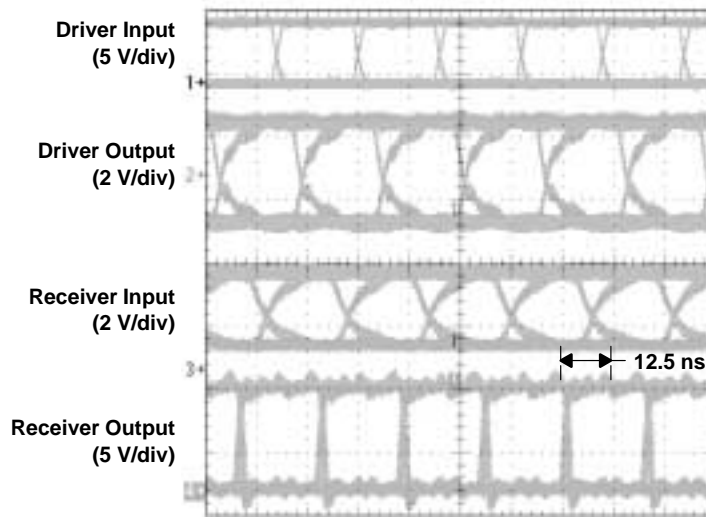 Driver Input
(5 V/div)
1
Driver Output
(2 V/div)
2
Receiver Input
(2 V/div)
12.5 ns
3
Receiver Output
(5 V/div)